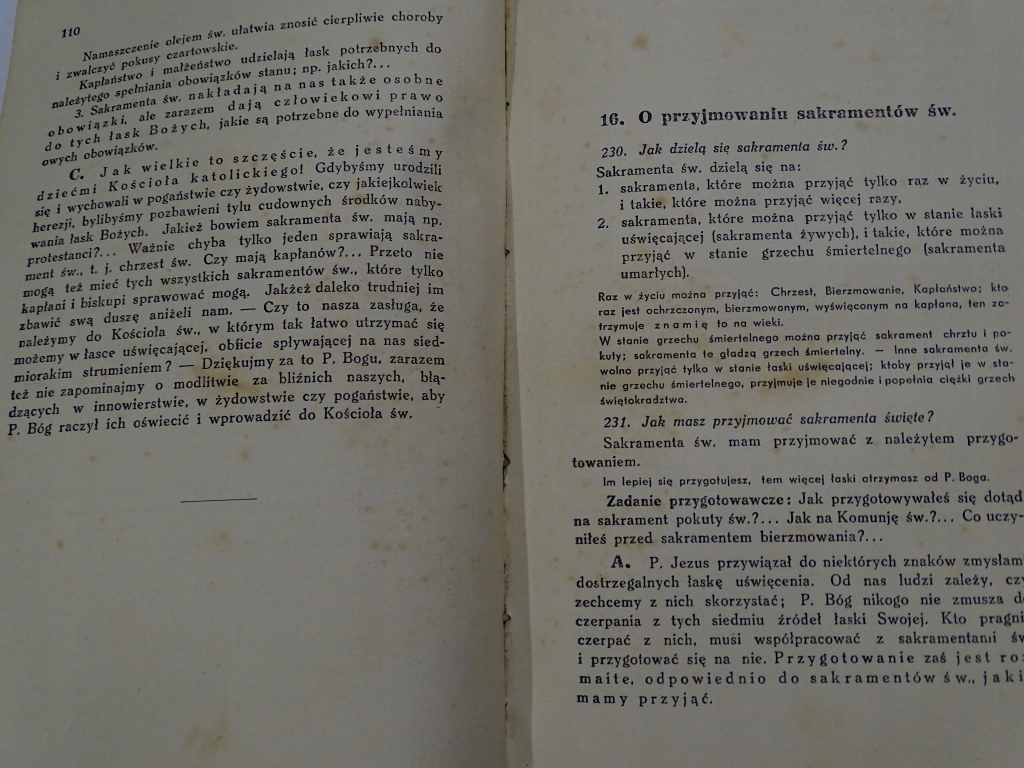 110
Namaszczenie olejem św. ułatwia znosić cierpliwie choroby
i zwalczyć pokusy czartowskie.
Kapłaństwo i małżeństwo udzielają łask potrzebnych do
należytego spełniania obowiązków stanu; np. jakich?...
3. Sakramenta św. nakładają na nas także osobne
obowiązki, ale zarazem dają człowiekowi prawo
do tych łask Bożych, jakie są potrzebne do wypełniania
owych obowiązków.
C. Jak wielkie to szczęście, że jesteśmy
dziećmi Kościoła katolickiego! Gdybyśmy urodzili
się i wychowali w pogaństwie czy żydowstwie, czy jakiejkolwiek
herezji, bylibyśmy pozbawieni tylu cudownych środków naby-
wania łask Bożych. Jakież bowiem sakramenta św. mają np.
protestanci?... Ważnie chyba tylko jeden sprawiają sakra-
ment św., t. j. chrzest św. Czy mają kapłanów?... Przeto nie
mogą też mieć tych wszystkich sakramentów św., które tylko
kapłani i biskupi sprawować mogą. Jakżeż daleko trudniej im
zbawić swą duszę aniżeli nam. — Czy to nasza zasługa, że
należymy do Kościoła św., w którym tak łatwo utrzymać się
możemy w łasce uświęcającej, obficie spływającej na nas sied-
miorakim strumieniem? — Dziękujmy za to P. Bogu, zarazem
też nie zapominajmy o modlitwie za bliźnich naszych, błą-
dzących w innowierstwie, w żydowstwie czy pogaństwie, aby
P. Bóg raczył ich oświecić i wprowadzić do Kościoła św.
16. O przyjmowaniu sakramentów św.
230. Jak dzielą się sakramenta św.?
Sakramenta św. dzielą się na:
1. sakramenta, które można przyjąć tylko raz w życiu,
i takie, które można przyjąć więcej razy,
2. sakramenta, które można przyjąć tylko w stanie łaski
uświęcającej (sakramenta żywych), i takie, które można
przyjąć w stanie grzechu śmiertelnego (sakramenta
umarłych).
Raz w życiu można przyjąć: Chrzest, Bierzmowanie, Kapłaństwo; kto
raz jest ochrzczonym, bierzmowanym, wyświęconym na kapłana, ten za-
trzymuje znamię to na wieki.
W stanie grzechu śmiertelnego można przyjąć sakrament chrztu i po-
kuty; sakramenta te gładzą grzech śmiertelny. — Inne sakramenta św.
wolno przyjąć tylko w stanie łaski uświęcającej; ktoby przyjął je w sta-
nie grzechu śmiertelnego, przyjmuje je niegodnie i popełnia ciężki grzech
świętokradztwa.
231. Jak masz przyjmować sakramenta święte?
Sakramenta św. mam przyjmować z należytem przygo-
towaniem.
Im lepiej się przygotujesz, tem więcej łaski otrzymasz od P. Boga.
Zadanie przygotowawcze: Jak przygotowywałeś się dotąd
na sakrament pokuty św.?... Jak na Komunję św.?... Co uczy-
niłeś przed sakramentem bierzmowania?...
A. P. Jezus przywiązał do niektórych znaków zmysłam
dostrzegalnych łaskę uświęcenia. Od nas ludzi zależy, czy
zechcemy z nich skorzystać; P. Bóg nikogo nie zmusza d
czerpania z tych siedmiu źródeł łaski Swojej. Kto pragni
czerpać z nich, musi współpracować z sakramentami św
i przygotować się na nie. Przygotowanie zaś jest roz
maite, odpowiednio do sakramentów św., jaki
mamy przyjąć.